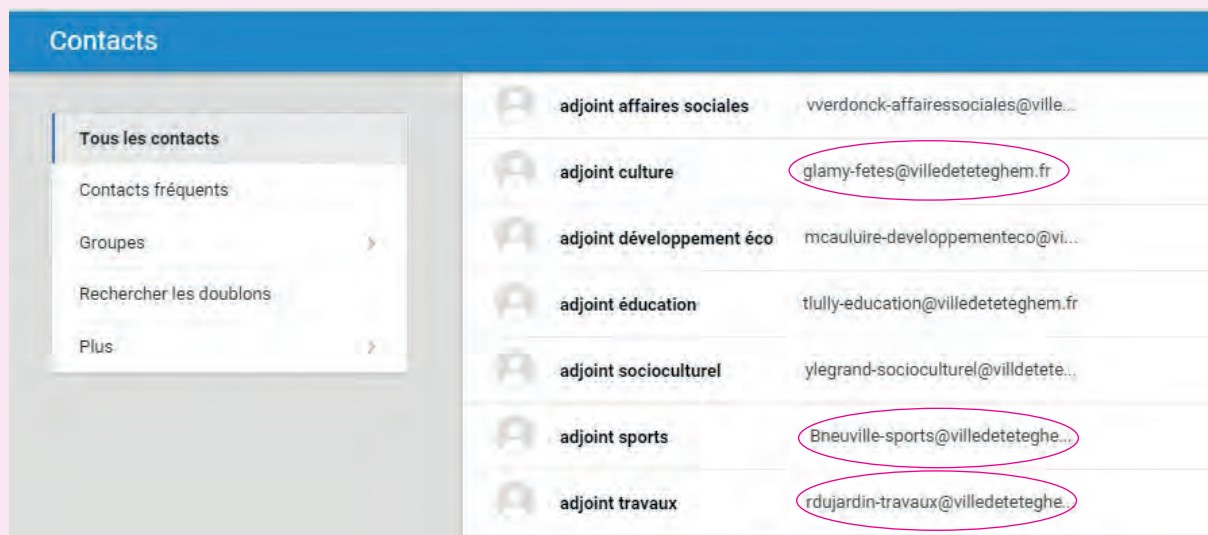 Contacts
Tous les contacts
Contacts fréquents
Groupes
Rechercher les doublons
Plus
adjoint affaires sociales vverdonck-affairessociales@ville...
adjoint culture glamy-fetes@villedeteteghem.fr
adjoint développement éco mcauluire-developpementeco@vi...
adjoint éducation tlully-education@villedeteteghem.fr
adjoint socioculturel ylegrand-socioculturel@villdetete...
adjoint sports Bneuville-sports@villedeteteghe...
adjoint travaux rdujardin-travaux@villedeteteghe...